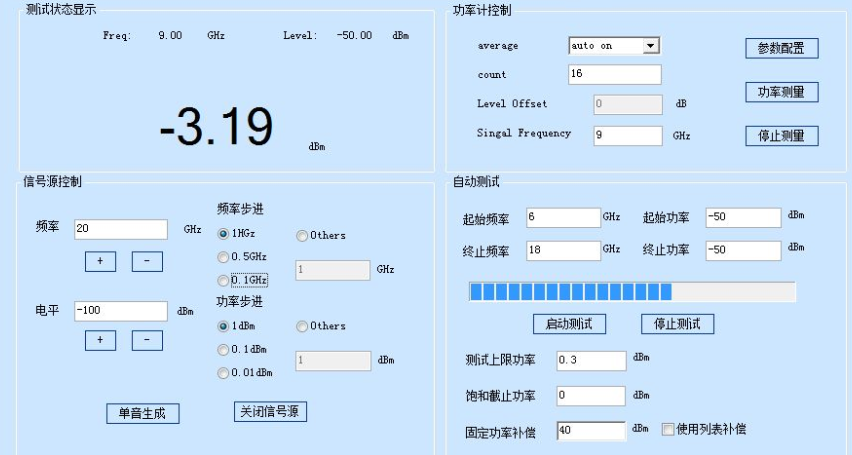 测试状态显示
Freq: 9.00 GHz Level: -50.00 dBm
-3.19 dBm
功率计控制
average auto on 参数配置
count 16
功率测量
Level Offset 0 dB
Singal Frequency 9 GHz 停止测量
信号源控制
频率步进
频率 20 GHz 1HGz Others
+ - 0.5GHz
0.1GHz 1 GHz
功率步进
电平 -100 dBm 1dBm Others
+ - 0.1dBm
0.01dBm 1 dBm
单音生成 关闭信号源
自动测试
起始频率 6 GHz 起始功率 -50 dBm
终止频率 18 GHz 终止功率 -50 dBm
启动测试 停止测试
测试上限功率 0.3 dBm
饱和截止功率 0 dBm
固定功率补偿 40 dBm 使用列表补偿